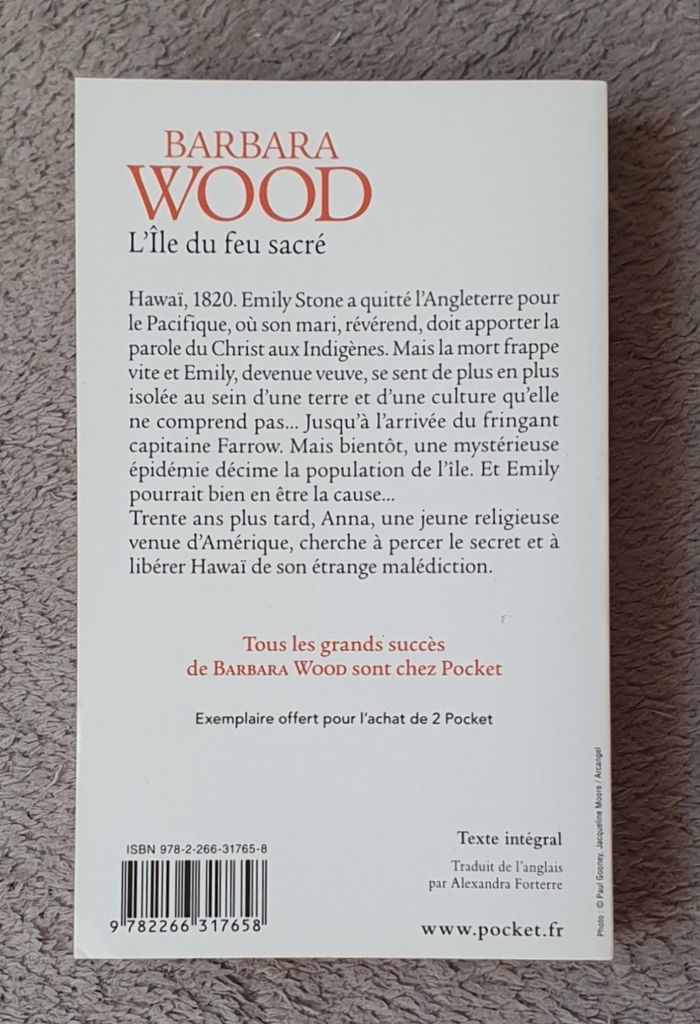 BARBARA
WOOD
L'Île du feu sacré
Hawaï, 1820. Emily Stone a quitté l'Angleterre pour
le Pacifique, où son mari, révérend, doit apporter la
parole du Christ aux Indigènes. Mais la mort frappe
vite et Emily, devenue veuve, se sent de plus en plus
isolée au sein d'une terre et d'une culture qu'elle
ne comprend pas... Jusqu'à l'arrivée du fringant
capitaine Farrow. Mais bientôt, une mystérieuse
épidémie décime la population de l'île. Et Emily
pourrait bien en être la cause...
Trente ans plus tard, Anna, une jeune religieuse
venue d'Amérique, cherche à percer le secret et à
libérer Hawaï de son étrange malédiction.
Tous les grands succès
de BARBARA WOOD sont chez Pocket
Exemplaire offert pour l'achat de 2 Pocket
Texte intégral
Traduit de l'anglais
par Alexandra Forterre
www.pocket.fr
ISBN 978-2-266-31765-8
9 782266 317658
Photo : © Paul Gooney, Jacqueline Moore / Arcangel